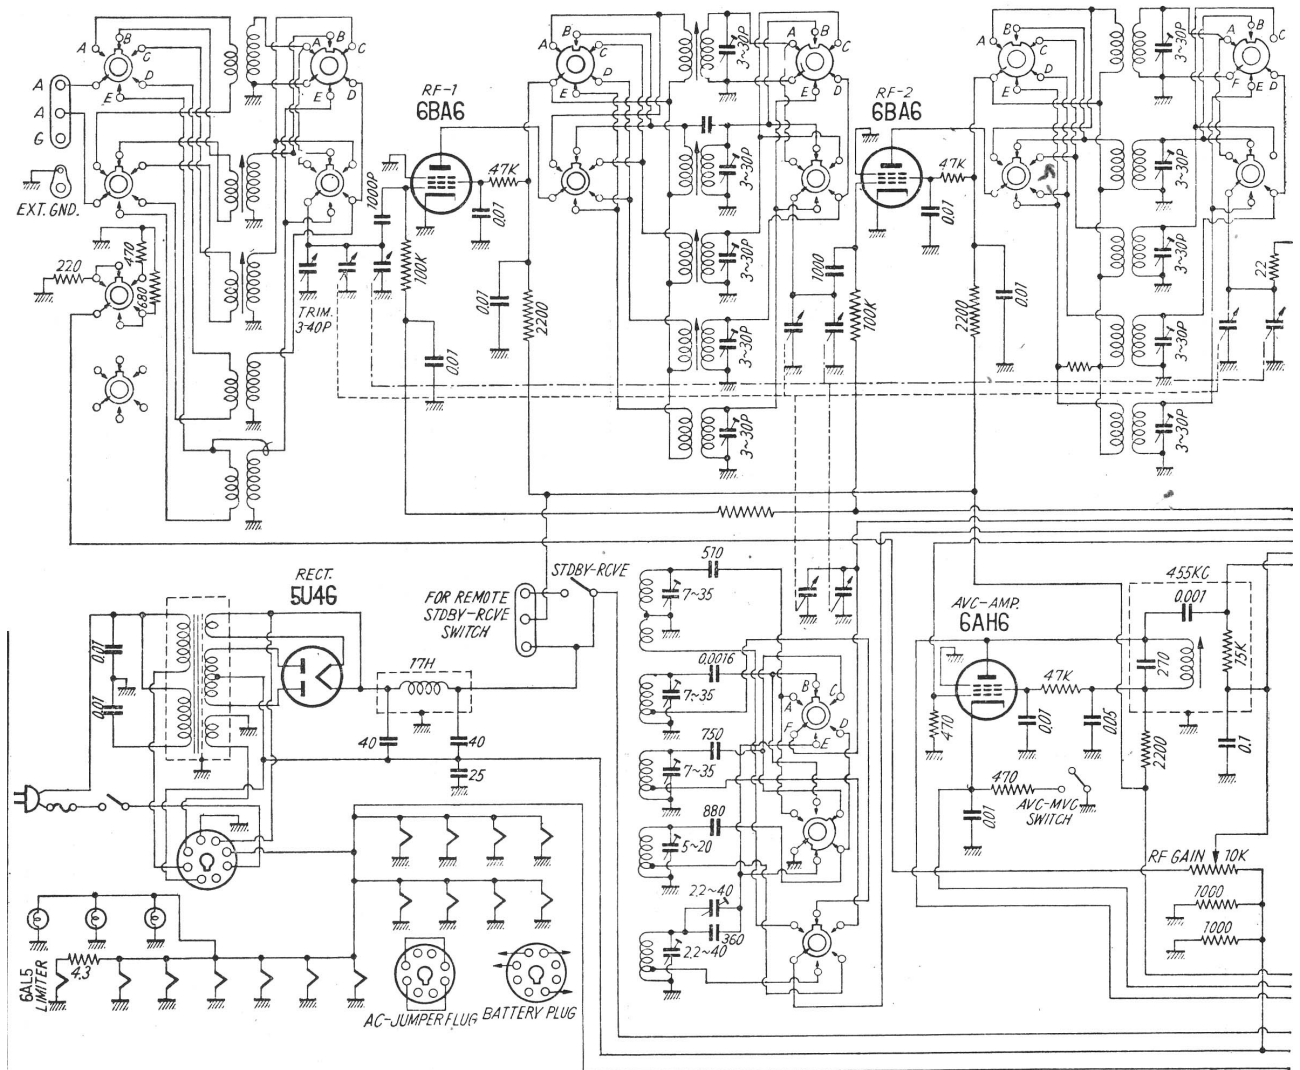 A
B
C
D
E
A
B
C
D
E
A
B
C
D
E
A
B
C
A
B
C
D
E
A
B
C
D
E
F
A
A
G
EXT. GND.
RF-1
6BA6
RF-2
6BA6
47K
47K
3~30P
3~30P
3~30P
3~30P
3~30P
3~30P
3~30P
3~30P
3~30P
3~30P
1000P
0.01
100K
0.01
0.01
2200
1000
100K
0.01
2200
0.01
22
220
470
680
TRIM.
3-40P
RECT.
5U4G
FOR REMOTE
STDBY-RCVE
SWITCH
STDBY-RCVE
0.01
0.01
17H
40
40
25
510
7~35
0.0016
7~35
750
7~35
880
5~20
2.2~40
360
2.2~40
A
B
C
D
E
F
AVC-AMP.
6AH6
455KC
0.001
270
15K
47K
470
0.01
0.05
2200
0.1
470
0.01
AVC-MVC
SWITCH
RF GAIN 10K
1000
1000
6AL5
LIMITER
4.3
AC-JUMPER FLUG
BATTERY PLUG